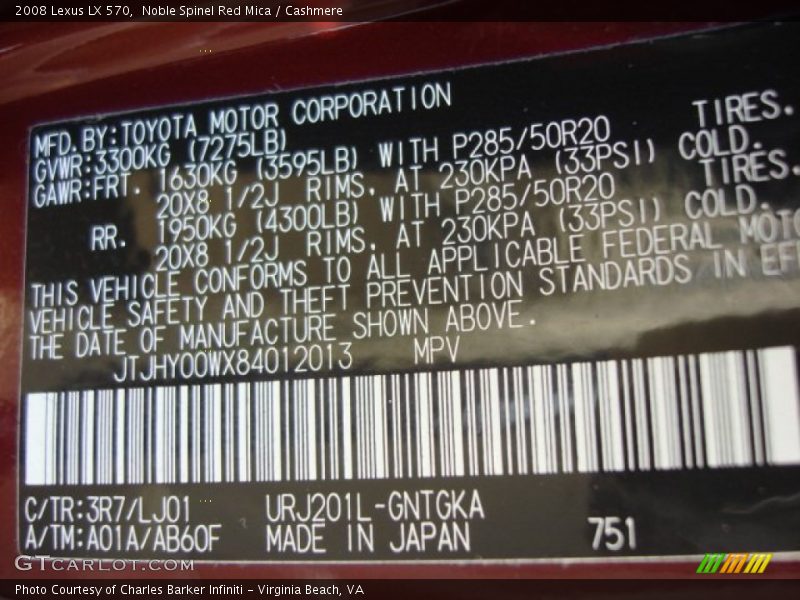 2008 Lexus LX 570,  Noble Spinel Red Mica / Cashmere
MFD.BY:TOYOTA MOTOR CORPORATION
GVWR:3300KG (7275LB)
GAWR:FRT. 1630KG (3595LB) WITH P285/50R20 TIRES.
20X8 1/2J RIMS, AT 230KPA (33PSI) COLD.
RR. 1950KG (4300LB) WITH P285/50R20 TIRES.
20X8 1/2J RIMS, AT 230KPA (33PSI) COLD.
THIS VEHICLE CONFORMS TO ALL APPLICABLE FEDERAL MOTO
VEHICLE SAFETY AND THEFT PREVENTION STANDARDS IN EFF
THE DATE OF MANUFACTURE SHOWN ABOVE.
JTJHY00WX84012013 MPV
C/TR:3R7/LJ01 URJ201L-GNTGKA
A/TM:A01A/AB60F MADE IN JAPAN 751
GTCARLOT.COM
Photo Courtesy of Charles Barker Infiniti - Virginia Beach, VA